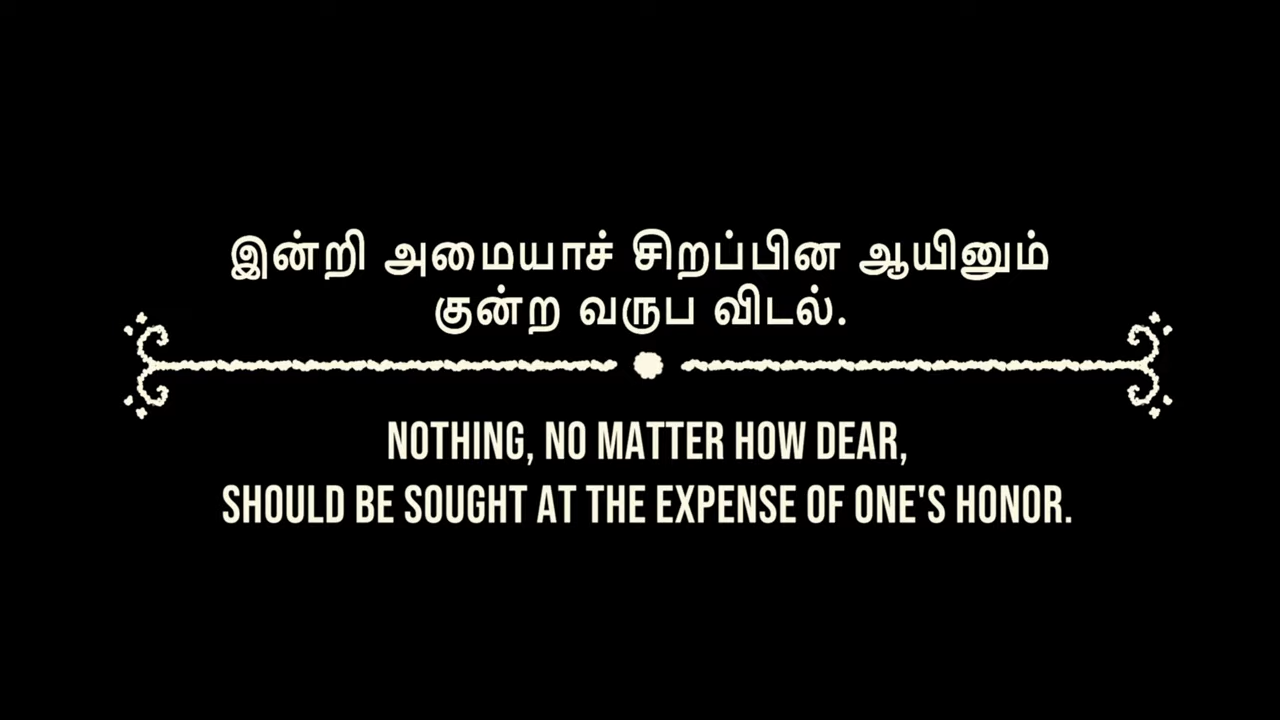 இன்றி அமையாச் சிறப்பின ஆயினும்
குன்ற வருப விடல்.
NOTHING, NO MATTER HOW DEAR,
SHOULD BE SOUGHT AT THE EXPENSE OF ONE'S HONOR.